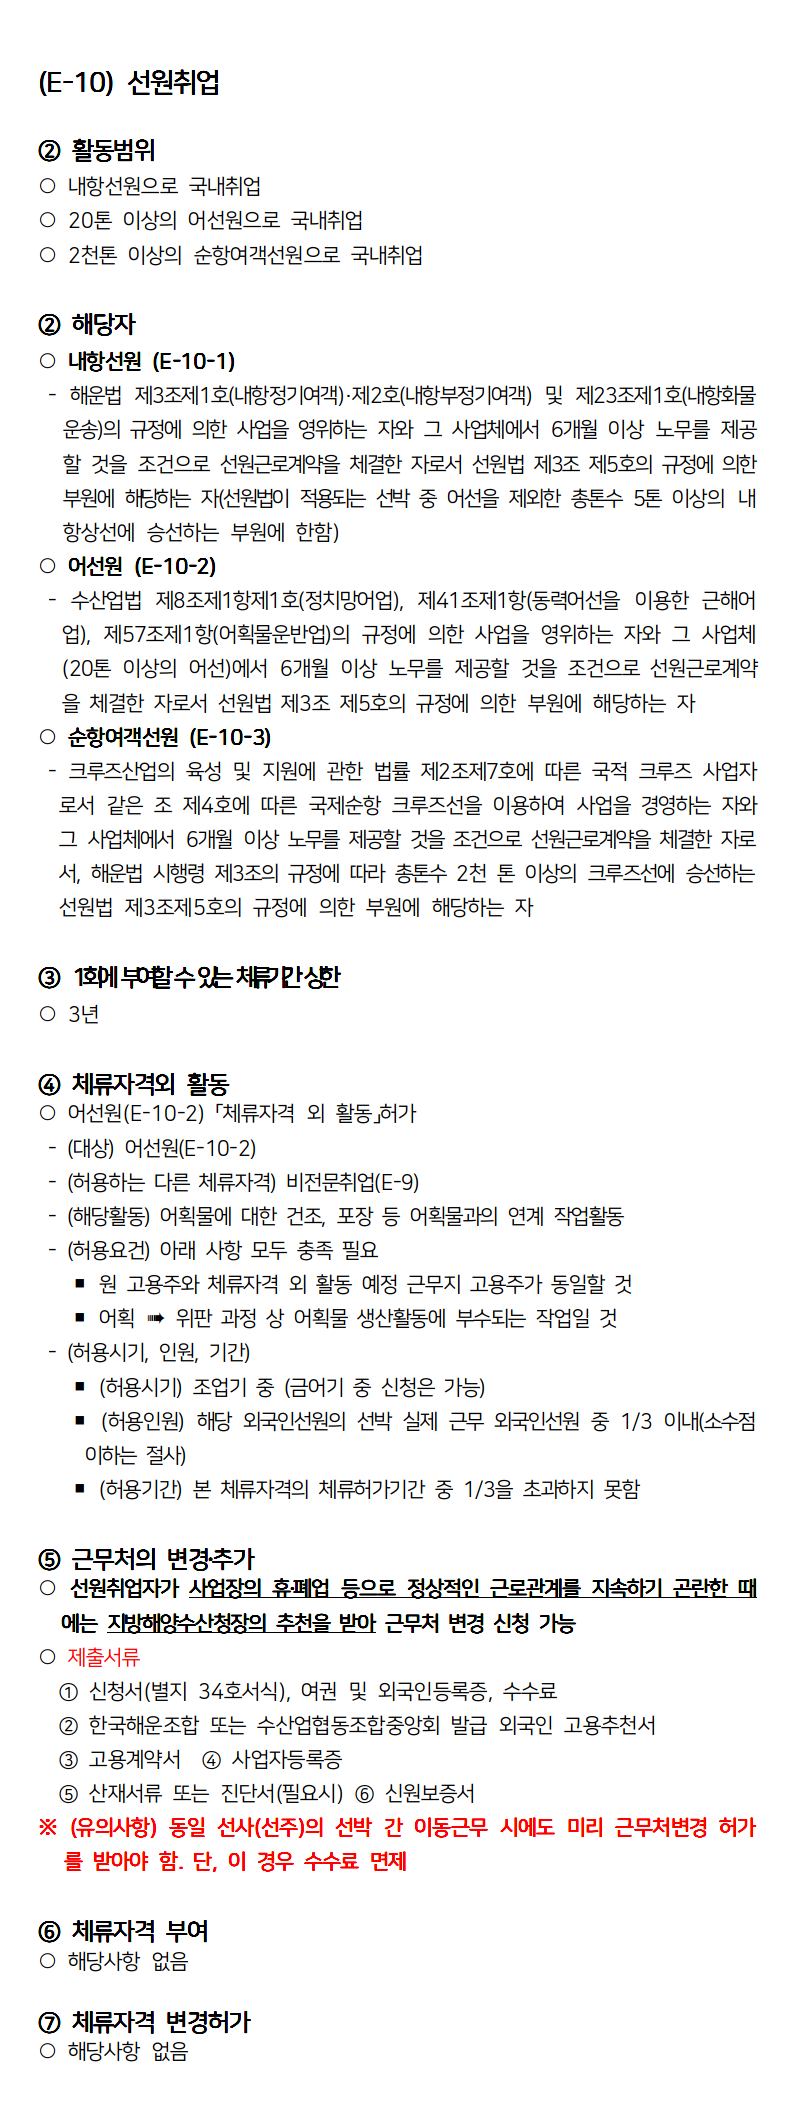 (E-10) 선원취업
② 활동범위
○ 내항선원으로 국내취업
○ 20톤 이상의 어선원으로 국내취업
○ 2천톤 이상의 순항여객선원으로 국내취업
② 해당자
○ 내항선원 (E-10-1)
- 해운법 제3조제1호(내항정기여객)·제2호(내항부정기여객) 및 제23조제1호(내항화물
운송)의 규정에 의한 사업을 영위하는 자와 그 사업체에서 6개월 이상 노무를 제공
할 것을 조건으로 선원근로계약을 체결한 자로서 선원법 제3조 제5호의 규정에 의한
부원에 해당하는 자(선원법이 적용되는 선박 중 어선을 제외한 총톤수 5톤 이상의 내
항상선에 승선하는 부원에 한함)
○ 어선원 (E-10-2)
- 수산업법 제8조제1항제1호(정치망어업), 제41조제1항(동력어선을 이용한 근해어
업), 제57조제1항(어획물운반업)의 규정에 의한 사업을 영위하는 자와 그 사업체
(20톤 이상의 어선)에서 6개월 이상 노무를 제공할 것을 조건으로 선원근로계약
을 체결한 자로서 선원법 제3조 제5호의 규정에 의한 부원에 해당하는 자
○ 순항여객선원 (E-10-3)
- 크루즈산업의 육성 및 지원에 관한 법률 제2조제7호에 따른 국적 크루즈 사업자
로서 같은 조 제4호에 따른 국제순항 크루즈선을 이용하여 사업을 경영하는 자와
그 사업체에서 6개월 이상 노무를 제공할 것을 조건으로 선원근로계약을 체결한 자로
서, 해운법 시행령 제3조의 규정에 따라 총톤수 2천 톤 이상의 크루즈선에 승선하는
선원법 제3조제5호의 규정에 의한 부원에 해당하는 자
③ 1회에 부여할 수 있는 체류기간 상한
○ 3년
④ 체류자격외 활동
○ 어선원(E-10-2) 「체류자격 외 활동」허가
- (대상) 어선원(E-10-2)
- (허용하는 다른 체류자격) 비전문취업(E-9)
- (해당활동) 어획물에 대한 건조, 포장 등 어획물과의 연계 작업활동
- (허용요건) 아래 사항 모두 충족 필요
▪ 원 고용주와 체류자격 외 활동 예정 근무지 고용주가 동일할 것
▪ 어획 ➠ 위판 과정 상 어획물 생산활동에 부수되는 작업일 것
- (허용시기, 인원, 기간)
▪ (허용시기) 조업기 중 (금어기 중 신청은 가능)
▪ (허용인원) 해당 외국인선원의 선박 실제 근무 외국인선원 중 1/3 이내(소수점
이하는 절사)
▪ (허용기간) 본 체류자격의 체류허가기간 중 1/3을 초과하지 못함
⑤ 근무처의 변경·추가
○ 선원취업자가 사업장의 휴·폐업 등으로 정상적인 근로관계를 지속하기 곤란한 때
에는 지방해양수산청장의 추천을 받아 근무처 변경 신청 가능
○ 제출서류
① 신청서(별지 34호서식), 여권 및 외국인등록증, 수수료
② 한국해운조합 또는 수산업협동조합중앙회 발급 외국인 고용추천서
③ 고용계약서 ④ 사업자등록증
⑤ 산재서류 또는 진단서(필요시) ⑥ 신원보증서
※ (유의사항) 동일 선사(선주)의 선박 간 이동근무 시에도 미리 근무처변경 허가
를 받아야 함. 단, 이 경우 수수료 면제
⑥ 체류자격 부여
○ 해당사항 없음
⑦ 체류자격 변경허가
○ 해당사항 없음